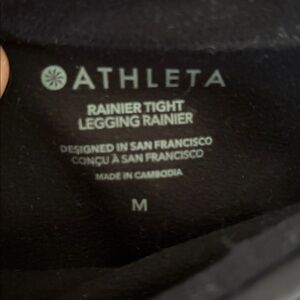 ATHLETA
RAINIER TIGHT
LEGGING RAINIER
DESIGNED IN SAN FRANCISCO
CONÇU À SAN FRANCISCO
MADE IN CAMBODIA
M